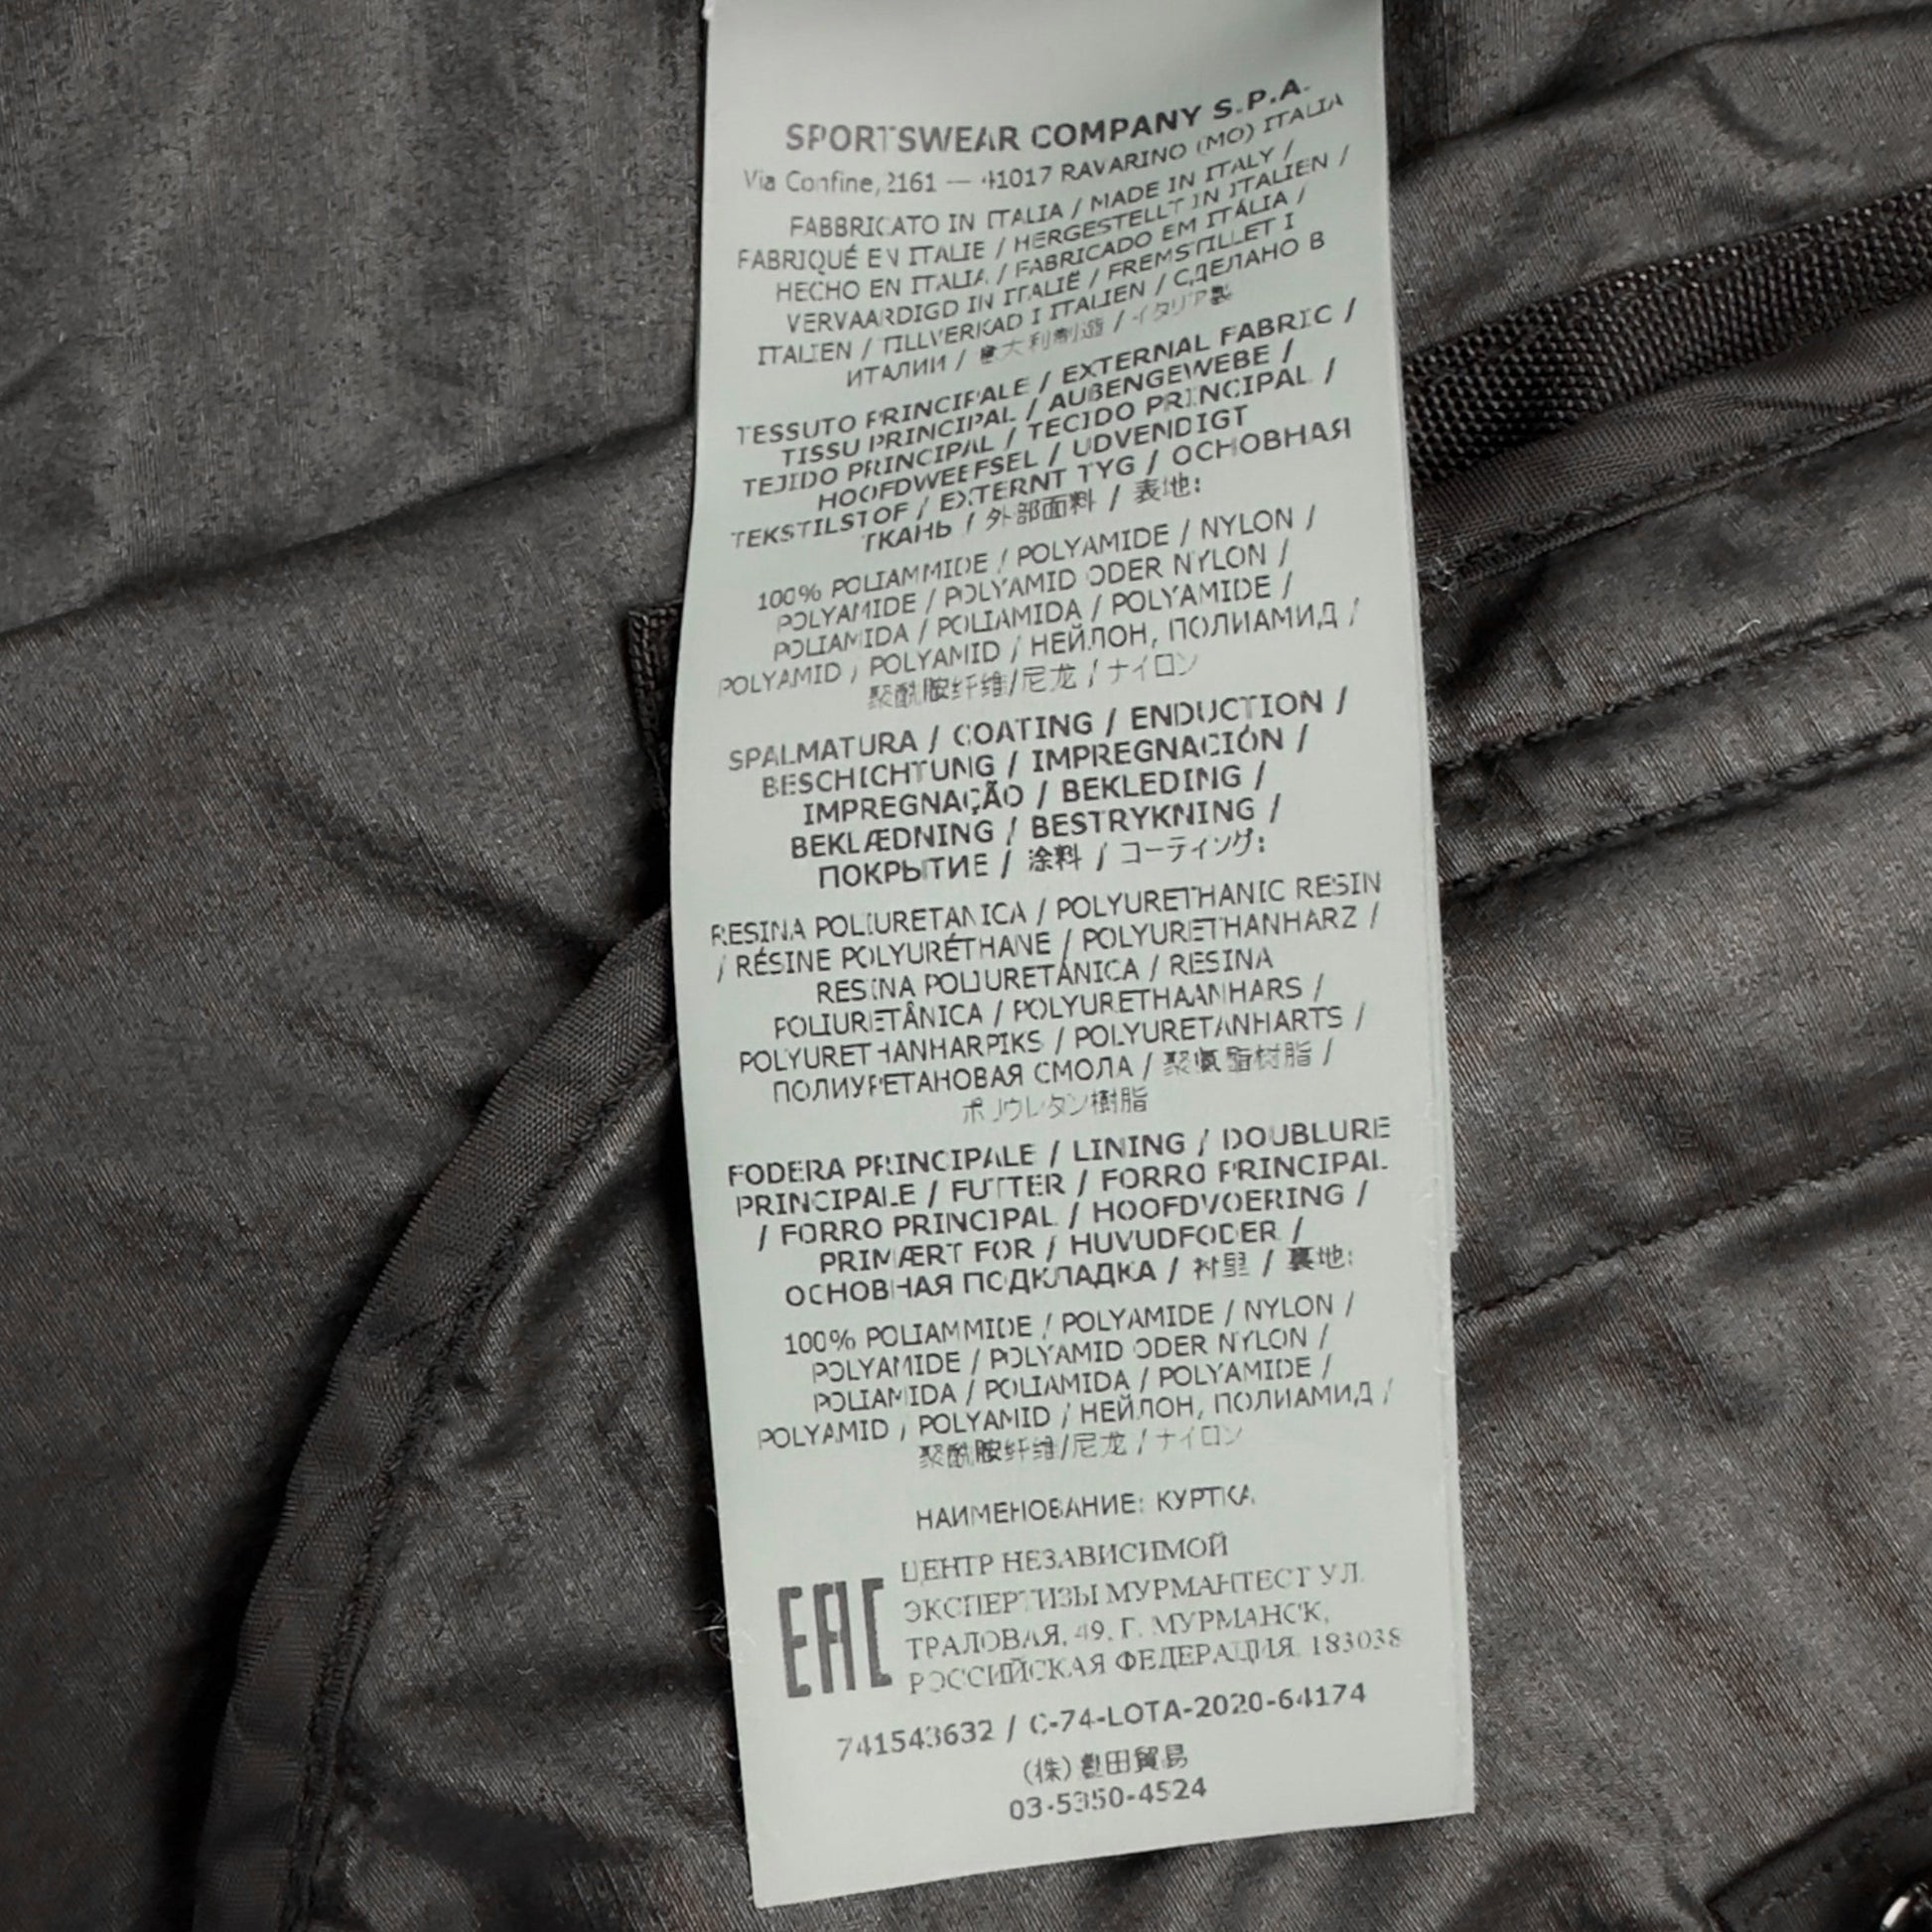 SPORTSWEAR COMPANY S.P.A.
Via Confine, 2161 — 41017 RAVARINO (MO) ITALIA
FABBRICATO IN ITALIA / MADE IN ITALY /
FABRIQUÉ EN ITALIE / HERGESTELLT IN ITALIEN /
HECHO EN ITALIA / FABRICADO EM ITÁLIA /
VERVAARDIGD IN ITALIË / FREMSTILLET I
ITALIEN / TILLVERKAD I ITALIEN / СДЕЛАНО В
ИТАЛИИ / 意大利制造 / イタリア製
TESSUTO PRINCIPALE / EXTERNAL FABRIC /
TISSU PRINCIPAL / AUßENGEWEBE /
TEJIDO PRINCIPAL / TECIDO PRINCIPAL /
HOOFDWEEFSEL / UDVENDIGT
TEKSTILSTOF / EXTERNT TYG / ОСНОВНАЯ
ТКАНЬ / 外部面料 / 表地:
100% POLIAMMIDE / POLYAMIDE / NYLON /
POLYAMIDE / POLYAMID ODER NYLON /
POLIAMIDA / POLIAMIDA / POLYAMIDE /
POLYAMID / POLYAMID / НЕЙЛОН, ПОЛИАМИД /
聚酰胺纤维/尼龙 / ナイロン
SPALMATURA / COATING / ENDUCTION /
BESCHICHTUNG / IMPREGNACIÓN /
IMPREGNAÇÃO / BEKLEDING /
BEKLÆDNING / BESTRYKNING /
ПОКРЫТИЕ / 涂料 / コーティング:
RESINA POLIURETANICA / POLYURETHANIC RESIN
/ RÉSINE POLYURÉTHANE / POLYURETHANHARZ /
RESINA POLIURETÁNICA / RESINA
POLIURETÂNICA / POLYURETHAANHARS /
POLYURETHANHARPIKS / POLYURETANHARTS /
ПОЛИУРЕТАНОВАЯ СМОЛА / 聚氨酯树脂 /
ポリウレタン樹脂
FODERA PRINCIPALE / LINING / DOUBLURE
PRINCIPALE / FUTTER / FORRO PRINCIPAL
/ FORRO PRINCIPAL / HOOFDVOERING /
PRIMÆRT FOR / HUVUDFODER /
ОСНОВНАЯ ПОДКЛАДКА / 衬里 / 裏地:
100% POLIAMMIDE / POLYAMIDE / NYLON /
POLYAMIDE / POLYAMID ODER NYLON /
POLIAMIDA / POLIAMIDA / POLYAMIDE /
POLYAMID / POLYAMID / НЕЙЛОН, ПОЛИАМИД /
聚酰胺纤维/尼龙 / ナイロン
НАИМЕНОВАНИЕ: КУРТКА
EAC
ЦЕНТР НЕЗАВИСИМОЙ
ЭКСПЕРТИЗЫ МУРМАНТЕСТ УЛ.
ТРАЛОВАЯ, 49, Г. МУРМАНСК,
РОССИЙСКАЯ ФЕДЕРАЦИЯ, 183038
741543632 / C-74-LOTA-2020-64174
(株) 豊田貿易
03-5350-4524